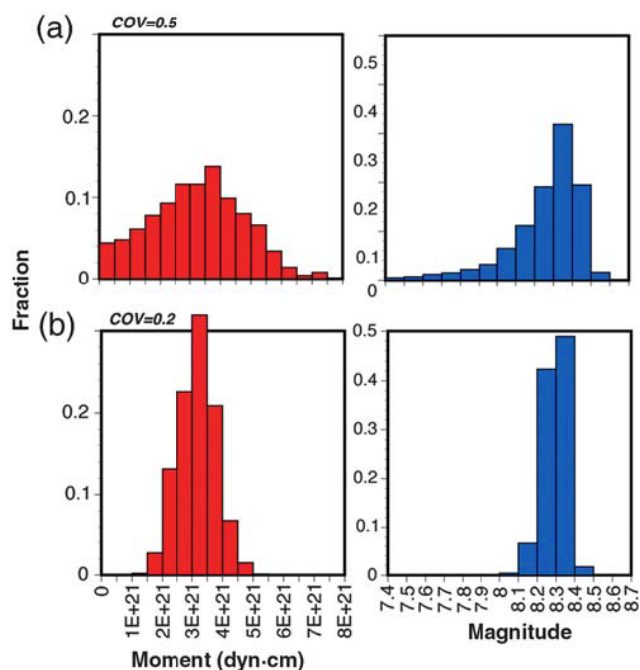 (a)
COV=0.5
0.2
0.1
0
0.5
0.4
0.3
0.2
0.1
0
Fraction
(b)
COV=0.2
0.2
0.1
0
0.5
0.4
0.3
0.2
0.1
0
0
1E+21
2E+21
3E+21
4E+21
5E+21
6E+21
7E+21
8E+21
Moment (dyn·cm)
7.4
7.5
7.6
7.7
7.8
7.9
8
8.1
8.2
8.3
8.4
8.5
8.6
8.7
Magnitude